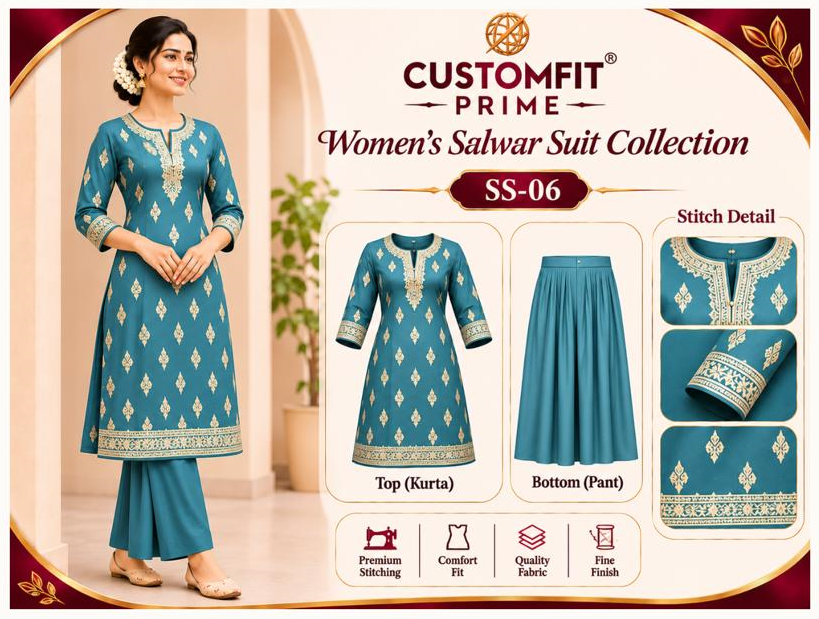 CUSTOMFIT®
PRIME
Women's Salwar Suit Collection
SS-06
Stitch Detail
Top (Kurta)
Bottom (Pant)
Premium
Stitching
Comfort
Fit
Quality
Fabric
Fine
Finish